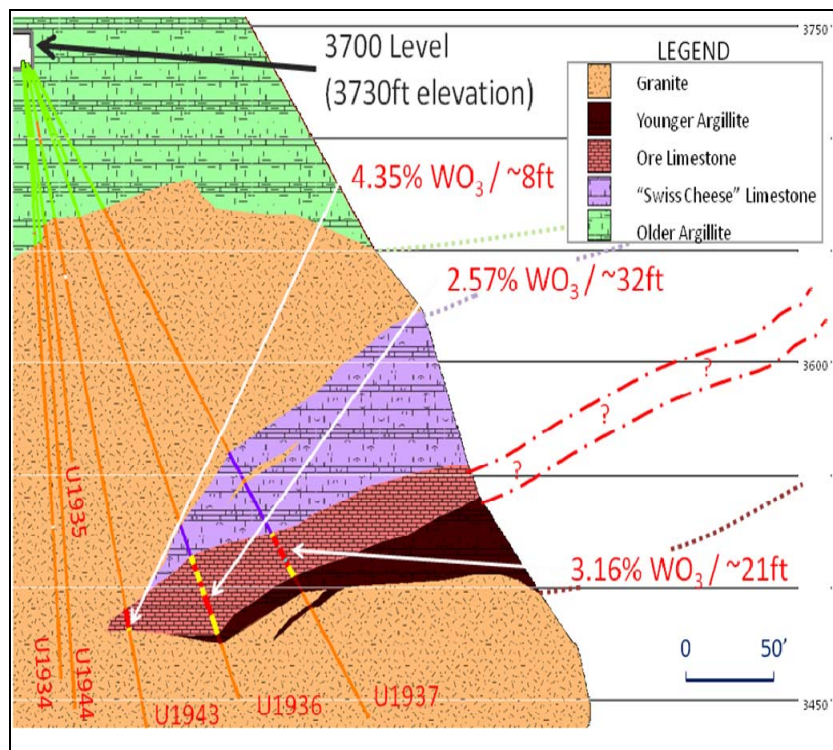 3700 Level
(3730ft elevation)
3750
LEGEND
Granite
Younger Argillite
Ore Limestone
"Swiss Cheese" Limestone
Older Argillite
4.35% WO₃ / ~8ft
2.57% WO₃ / ~32ft
3600
?
?
?
3.16% WO₃ / ~21ft
0 50'
3450
U1935
U1934
U1944
U1943
U1936
U1937